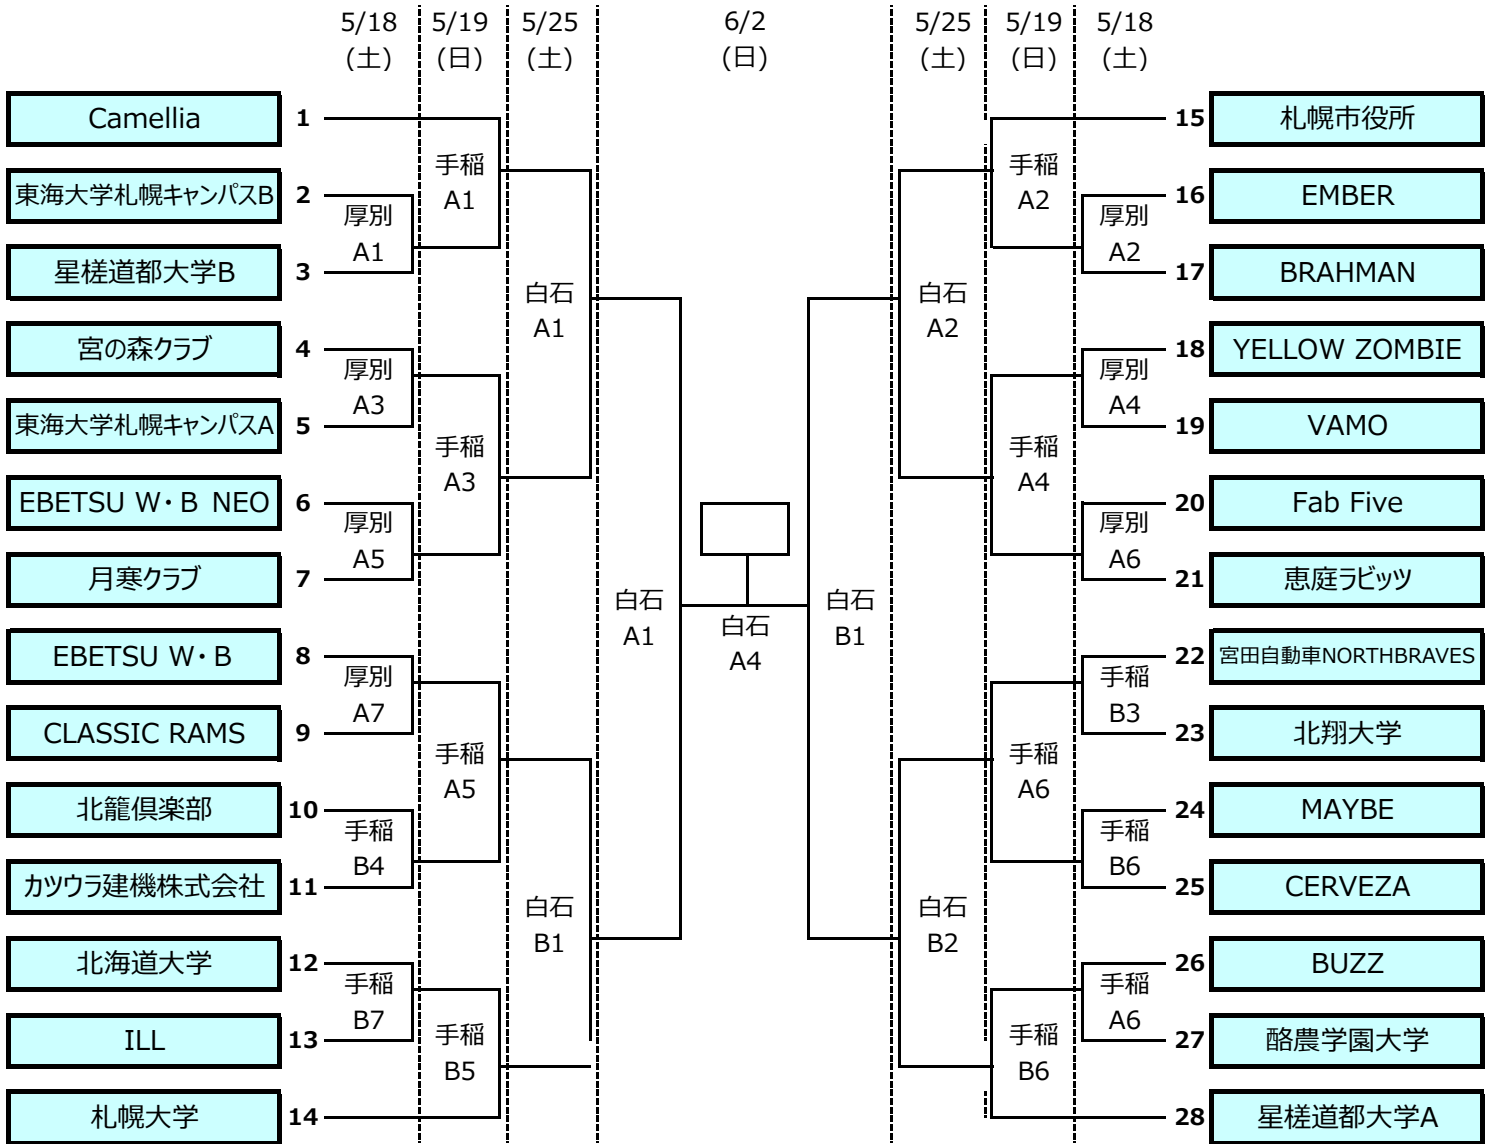 5/18 5/19 5/25 6/2 5/25 5/19 5/18
(土) (日) (土) (日) (土) (日) (土)
Camellia 1
東海大学札幌キャンパスB 2
星槎道都大学B 3
宮の森クラブ 4
東海大学札幌キャンパスA 5
EBETSU W・B NEO 6
月寒クラブ 7
EBETSU W・B 8
CLASSIC RAMS 9
北籠倶楽部 10
カツウラ建機株式会社 11
北海道大学 12
ILL 13
札幌大学 14
厚別
A1
厚別
A3
厚別
A5
厚別
A7
手稲
B4
手稲
B7
手稲
A1
手稲
A3
手稲
A5
手稲
B5
白石
A1
白石
B1
白石
A1
白石
A4
白石
B1
白石
A2
白石
B2
手稲
A2
手稲
A4
手稲
A6
手稲
B6
厚別
A2
厚別
A4
厚別
A6
手稲
B3
手稲
B6
手稲
A6
15 札幌市役所
16 EMBER
17 BRAHMAN
18 YELLOW ZOMBIE
19 VAMO
20 Fab Five
21 恵庭ラビッツ
22 宮田自動車NORTHBRAVES
23 北翔大学
24 MAYBE
25 CERVEZA
26 BUZZ
27 酪農学園大学
28 星槎道都大学A